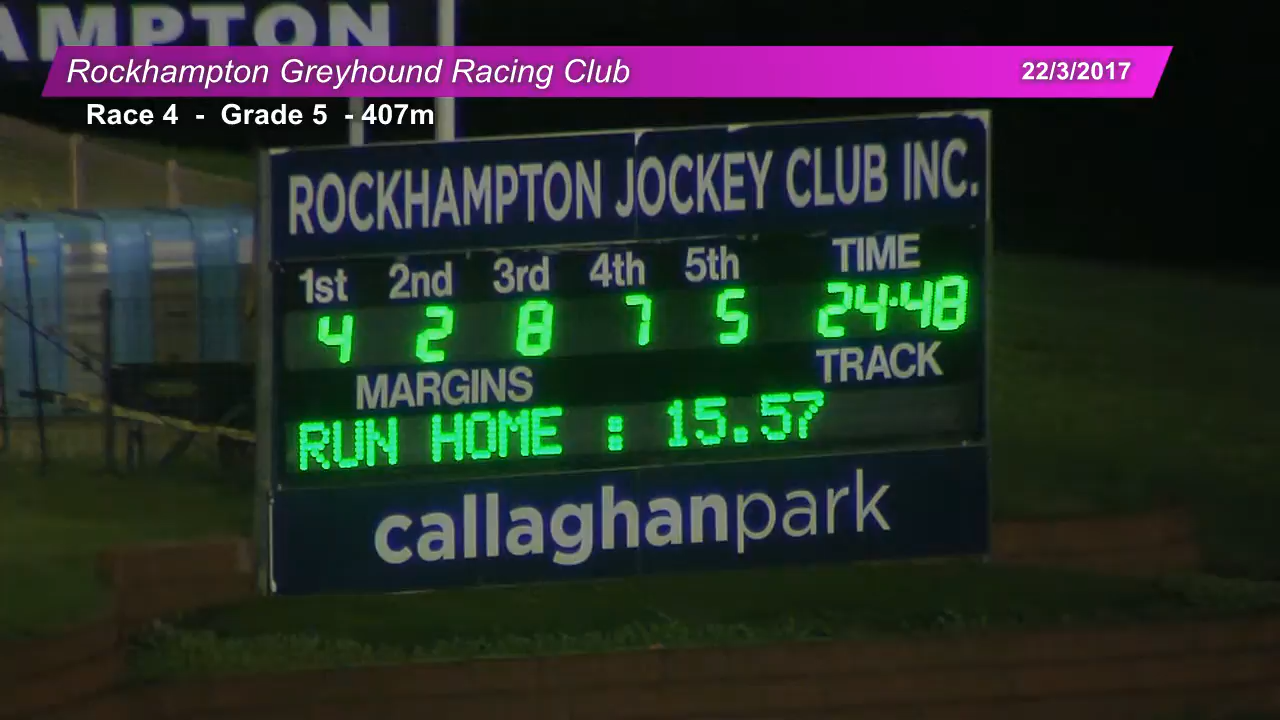 AMPTON
Rockhampton Greyhound Racing Club 22/3/2017
Race 4 - Grade 5 - 407m
ROCKHAMPTON JOCKEY CLUB INC.
1st 2nd 3rd 4th 5th TIME
4 2 8 7 5 24.48
MARGINS TRACK
RUN HOME : 15.57
callaghanpark